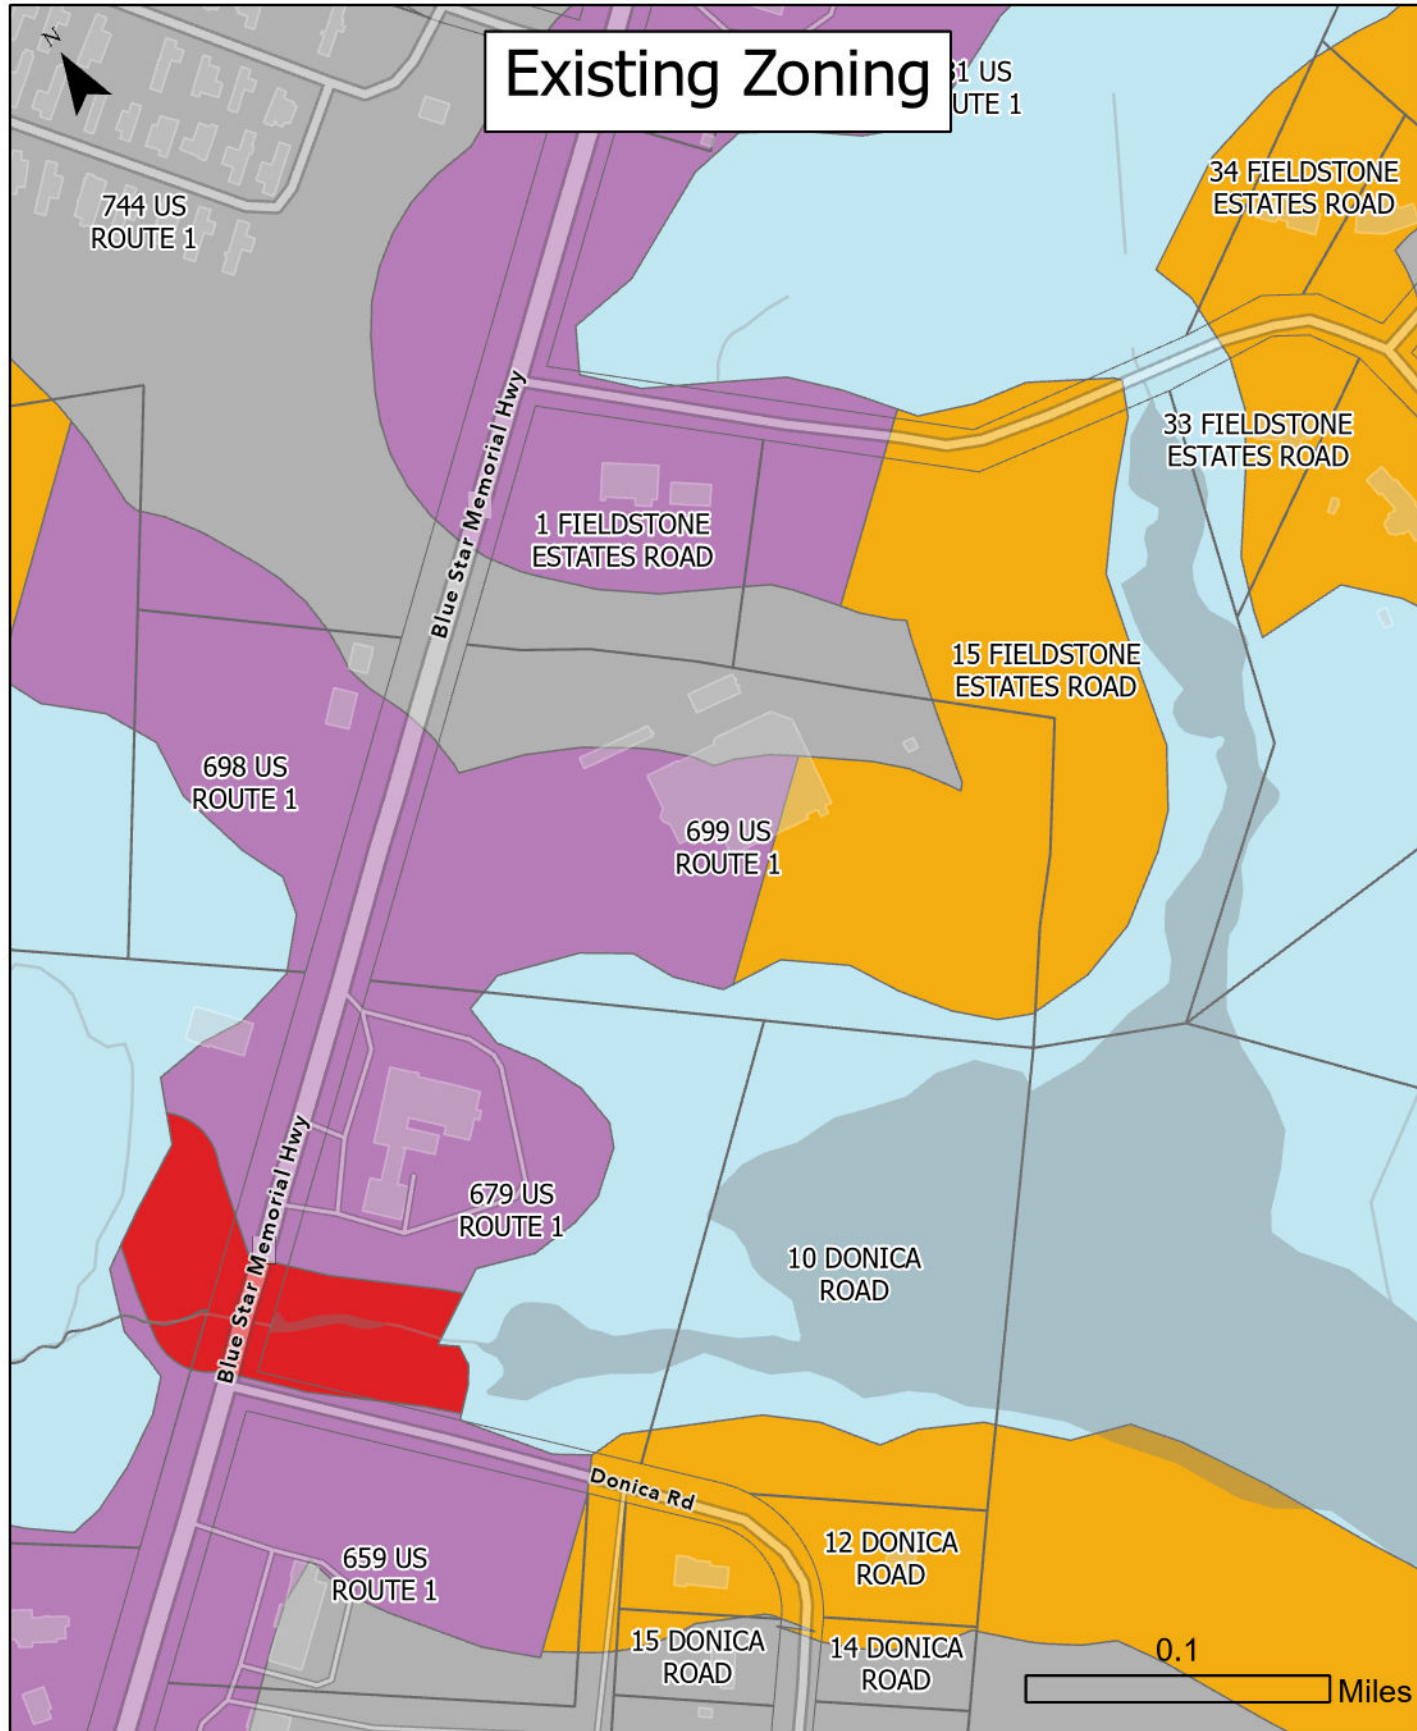 N
Existing Zoning
1 US
UTE 1
34 FIELDSTONE
ESTATES ROAD
744 US
ROUTE 1
Blue Star Memorial Hwy
33 FIELDSTONE
ESTATES ROAD
1 FIELDSTONE
ESTATES ROAD
15 FIELDSTONE
ESTATES ROAD
698 US
ROUTE 1
699 US
ROUTE 1
Blue Star Memorial Hwy
679 US
ROUTE 1
10 DONICA
ROAD
Donica Rd
12 DONICA
ROAD
659 US
ROUTE 1
15 DONICA
ROAD
14 DONICA
ROAD
0.1
Miles